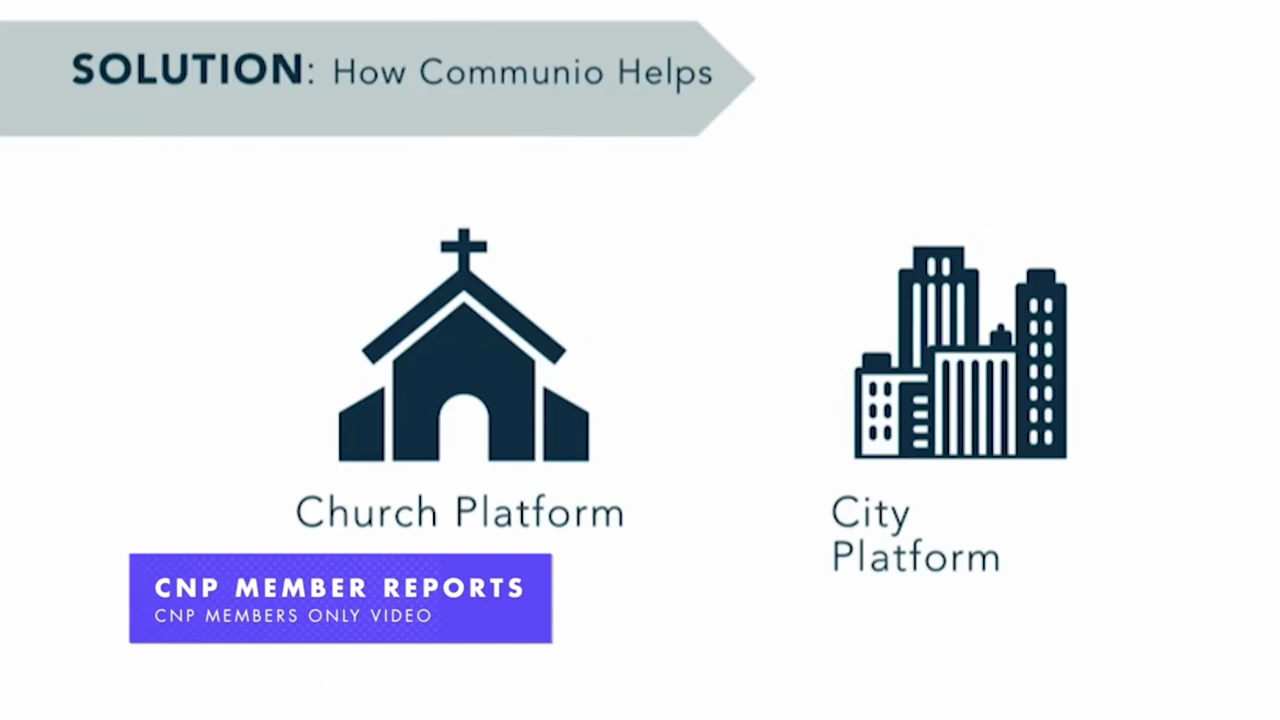 SOLUTION: How Communio Helps
Church Platform
City
Platform
CNP MEMBER REPORTS
CNP MEMBERS ONLY VIDEO